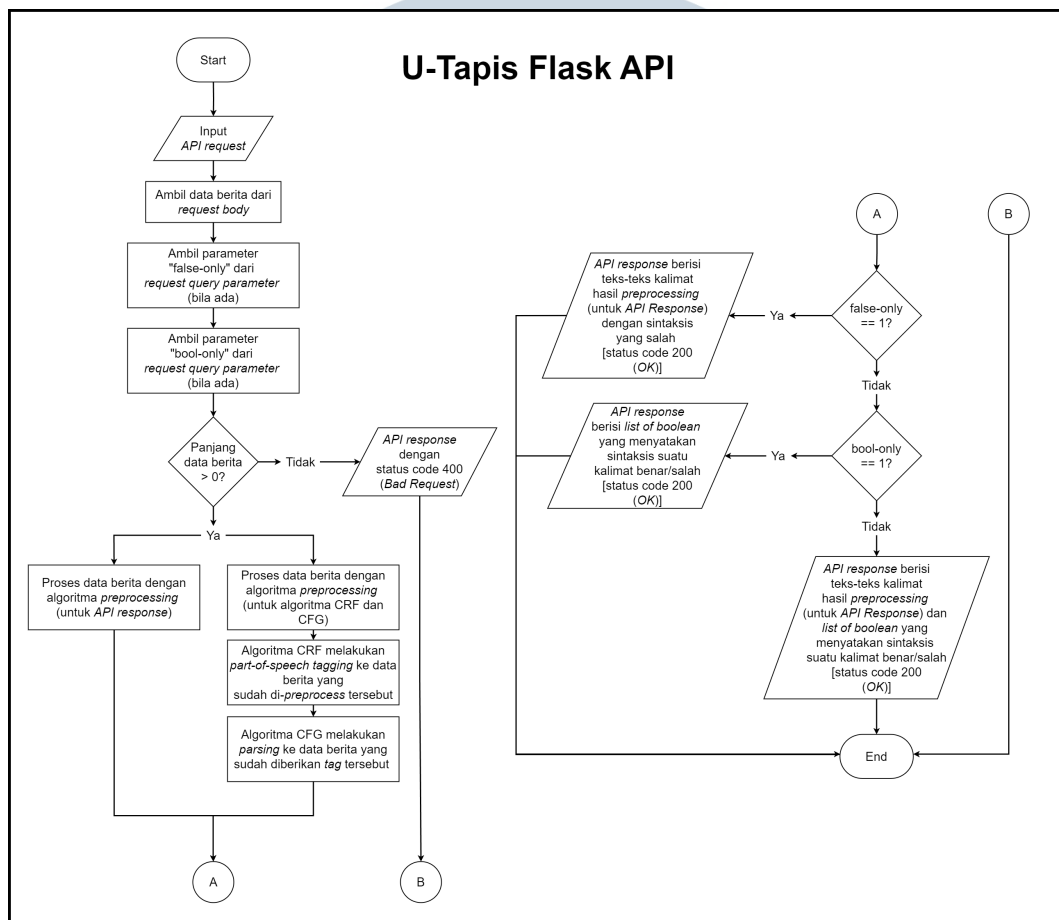 U-Tapis Flask API
Start
Input
API request
Ambil data berita dari
request body
Ambil parameter
"false-only" dari
request query parameter
(bila ada)
Ambil parameter
"bool-only" dari
request query parameter
(bila ada)
Panjang
data berita
> 0?
Tidak
API response
dengan
status code 400
(Bad Request)
Ya
Proses data berita dengan
algoritma preprocessing
(untuk API response)
Proses data berita dengan
algoritma preprocessing
(untuk algoritma CRF dan
CFG)
Algoritma CRF melakukan
part-of-speech tagging ke data
berita yang
sudah di-preprocess tersebut
Algoritma CFG melakukan
parsing ke data berita yang
sudah diberikan tag tersebut
A
B
A
B
false-only
== 1?
Ya
API response berisi
teks-teks kalimat
hasil preprocessing
(untuk API Response)
dengan sintaksis
yang salah
[status code 200
(OK)]
Tidak
bool-only
== 1?
Ya
API response
berisi list of boolean
yang menyatakan
sintaksis suatu
kalimat benar/salah
[status code 200
(OK)]
Tidak
API response berisi
teks-teks kalimat
hasil preprocessing
(untuk API Response) dan
list of boolean yang
menyatakan sintaksis
suatu kalimat benar/salah
[status code 200
(OK)]
End